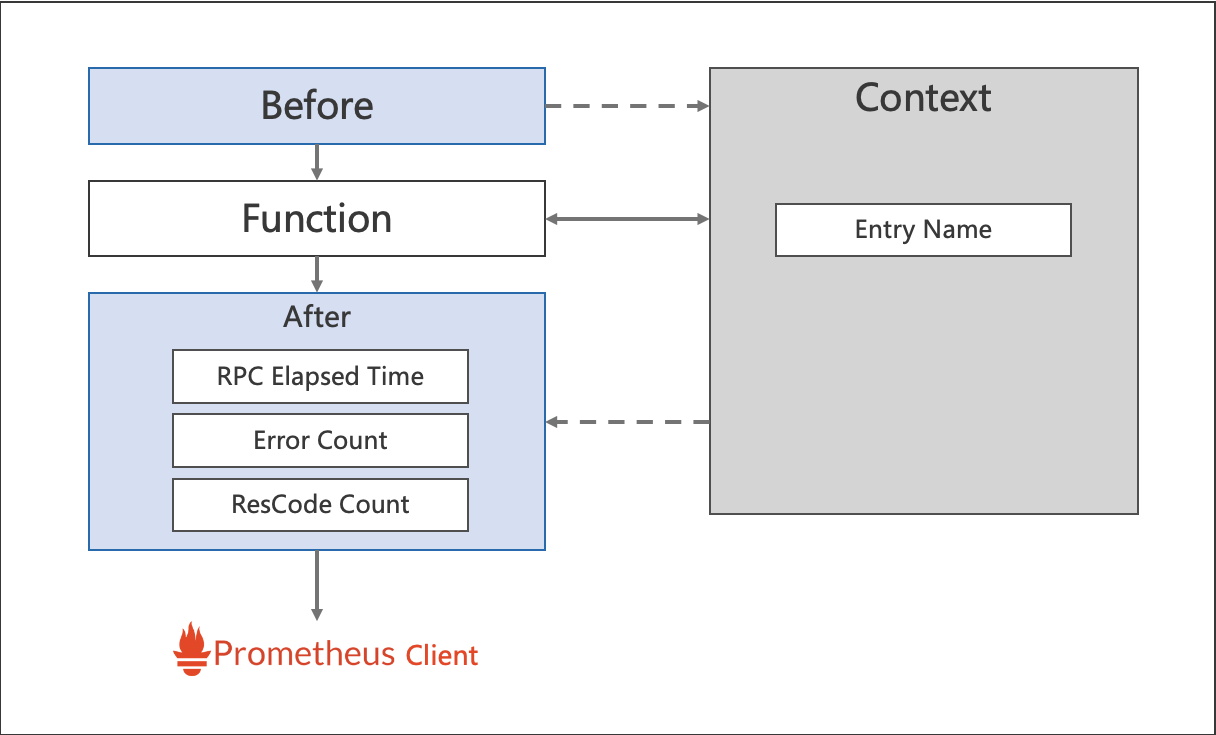 Before
Context
Function
Entry Name
After
RPC Elapsed Time
Error Count
ResCode Count
Prometheus Client